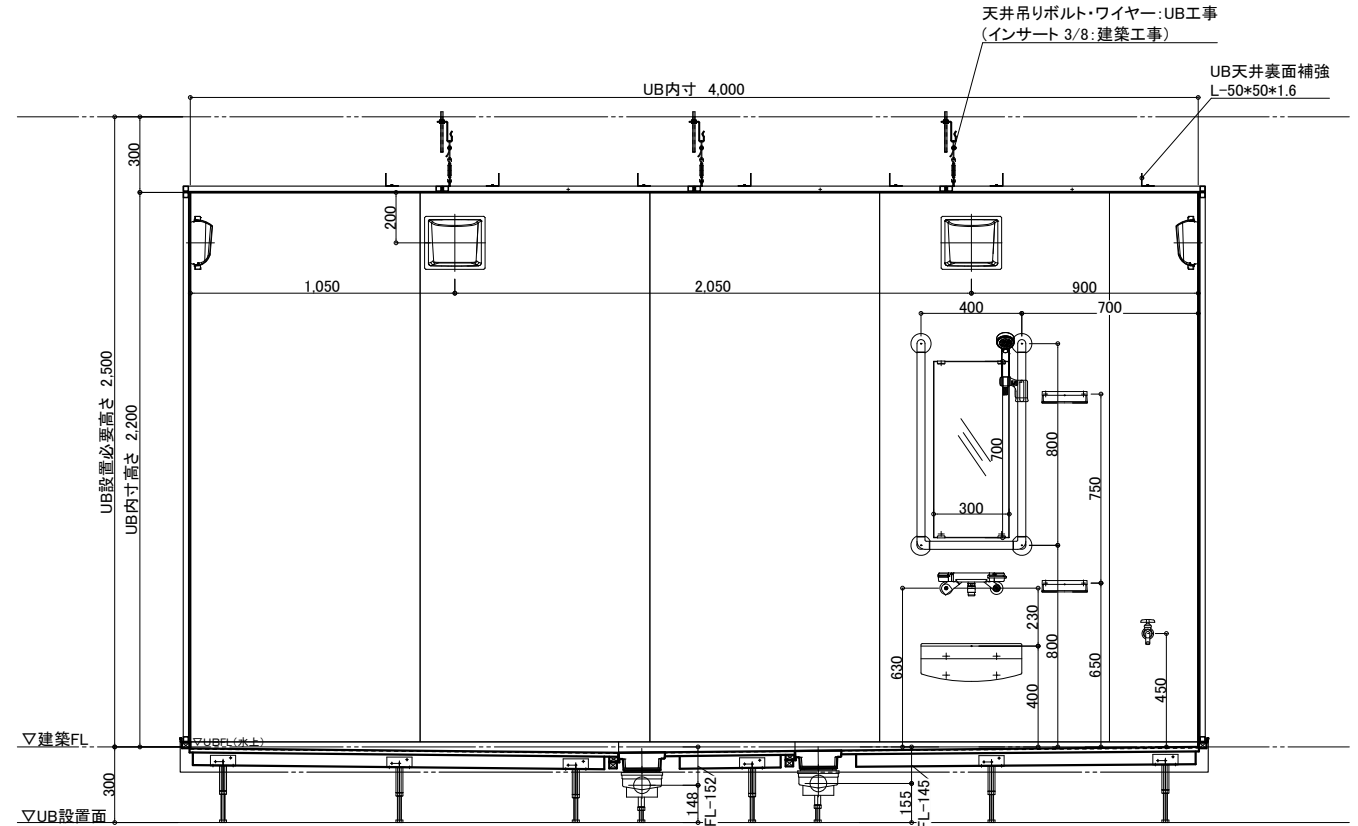 天井吊りボルト・ワイヤー:UB工事
(インサート 3/8:建築工事)
UB天井裏面補強
L-50*50*1.6
UB内寸 4,000
300
200
1,050
2,050
900
400
700
UB設置必要高さ 2,500
UB内寸高さ 2,200
700
800
750
300
230
630
800
650
400
450
▽建築FL
▽UBFL(水上)
300
148
FL-152
155
FL-145
▽UB設置面